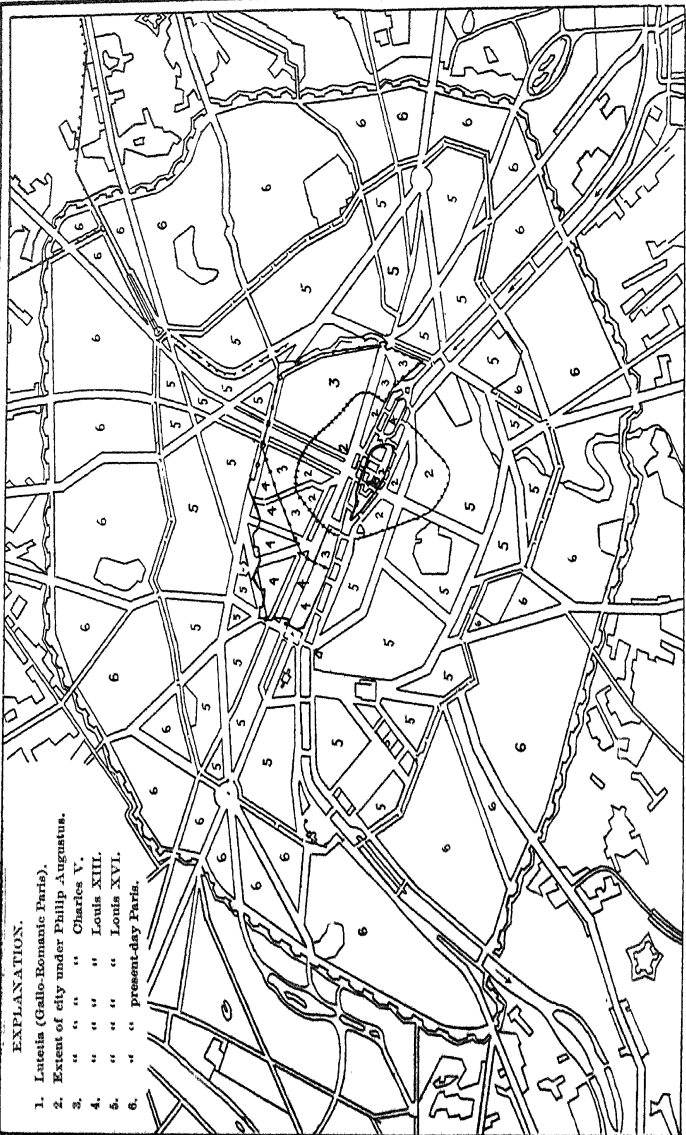 EXPLANATION.
1. Lutetia (Gallo-Romanic Paris).
2. Extent of city under Philip Augustus.
3. " " " " Charles V.
4. " " " " Louis XIII.
5. " " " " Louis XVI.
6. " " present-day Paris.